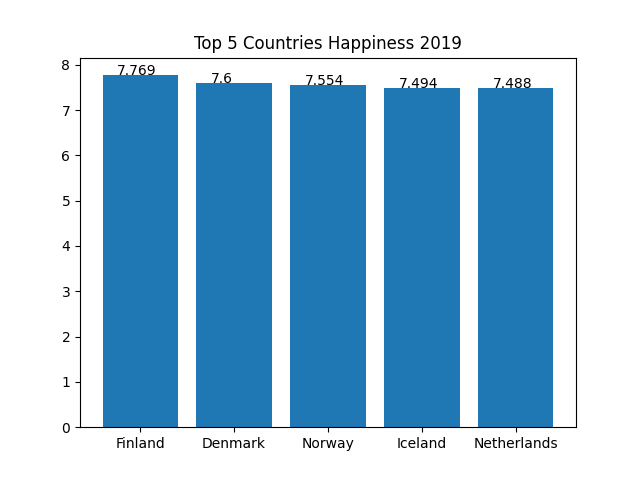 Top 5 Countries Happiness 2019
8
7
6
5
4
3
2
1
0
7.769
7.6
7.554
7.494
7.488
Finland
Denmark
Norway
Iceland
Netherlands